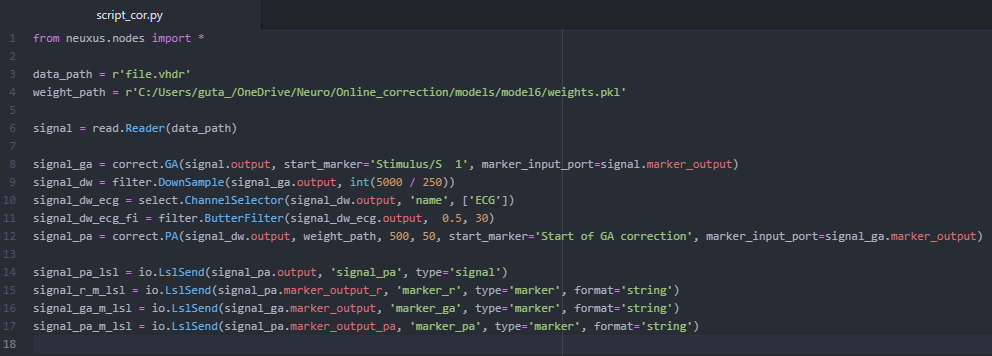 script_cor.py
1 from neuxus.nodes import *
2
3 data_path = r'file.vhdr'
4 weight_path = r'C:/Users/guta_/OneDrive/Neuro/Online_correction/models/model6/weights.pkl'
5
6 signal = read.Reader(data_path)
7
8 signal_ga = correct.GA(signal.output, start_marker='Stimulus/S  1', marker_input_port=signal.marker_output)
9 signal_dw = filter.DownSample(signal_ga.output, int(5000 / 250))
10 signal_dw_ecg = select.ChannelSelector(signal_dw.output, 'name', ['ECG'])
11 signal_dw_ecg_fi = filter.ButterFilter(signal_dw_ecg.output,  0.5, 30)
12 signal_pa = correct.PA(signal_dw.output, weight_path, 500, 50, start_marker='Start of GA correction', marker_input_port=signal_ga.marker_output)
13
14 signal_pa_lsl = io.LslSend(signal_pa.output, 'signal_pa', type='signal')
15 signal_r_m_lsl = io.LslSend(signal_pa.marker_output_r, 'marker_r', type='marker', format='string')
16 signal_ga_m_lsl = io.LslSend(signal_ga.marker_output, 'marker_ga', type='marker', format='string')
17 signal_pa_m_lsl = io.LslSend(signal_pa.marker_output_pa, 'marker_pa', type='marker', format='string')
18